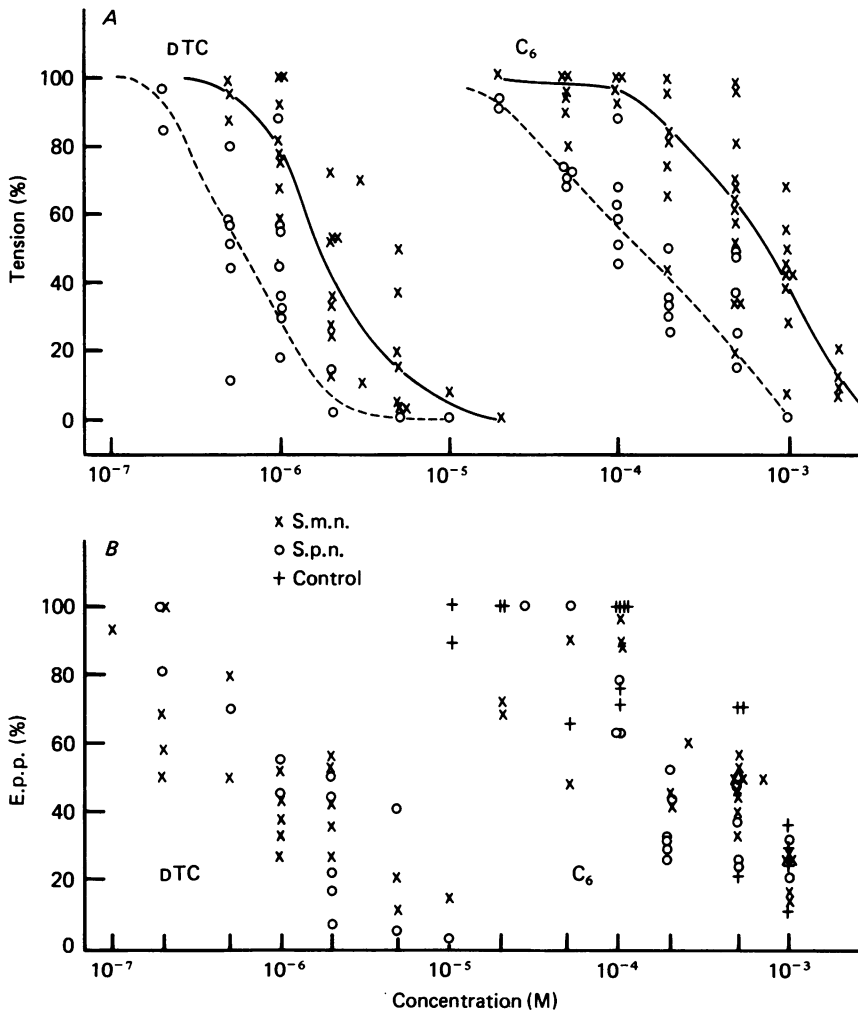 A
DTC
C6
100
80
60
40
20
0
Tension (%)
10−7
10−6
10−5
10−4
10−3
x S.m.n.
o S.p.n.
+ Control
B
100
80
60
40
20
0
E.p.p. (%)
DTC
C6
10−7
10−6
10−5
10−4
10−3
Concentration (M)